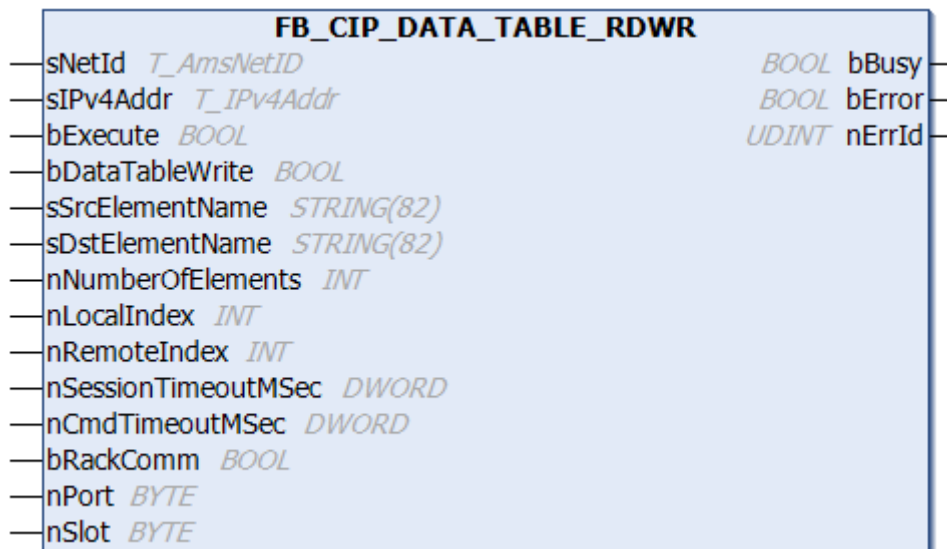 FB_CIP_DATA_TABLE_RDWR
sNetId T_AmsNetID BOOL bBusy
sIPv4Addr T_IPv4Addr BOOL bError
bExecute BOOL UDINT nErrId
bDataTableWrite BOOL
sSrcElementName STRING(82)
sDstElementName STRING(82)
nNumberOfElements INT
nLocalIndex INT
nRemoteIndex INT
nSessionTimeoutMSec DWORD
nCmdTimeoutMSec DWORD
bRackComm BOOL
nPort BYTE
nSlot BYTE